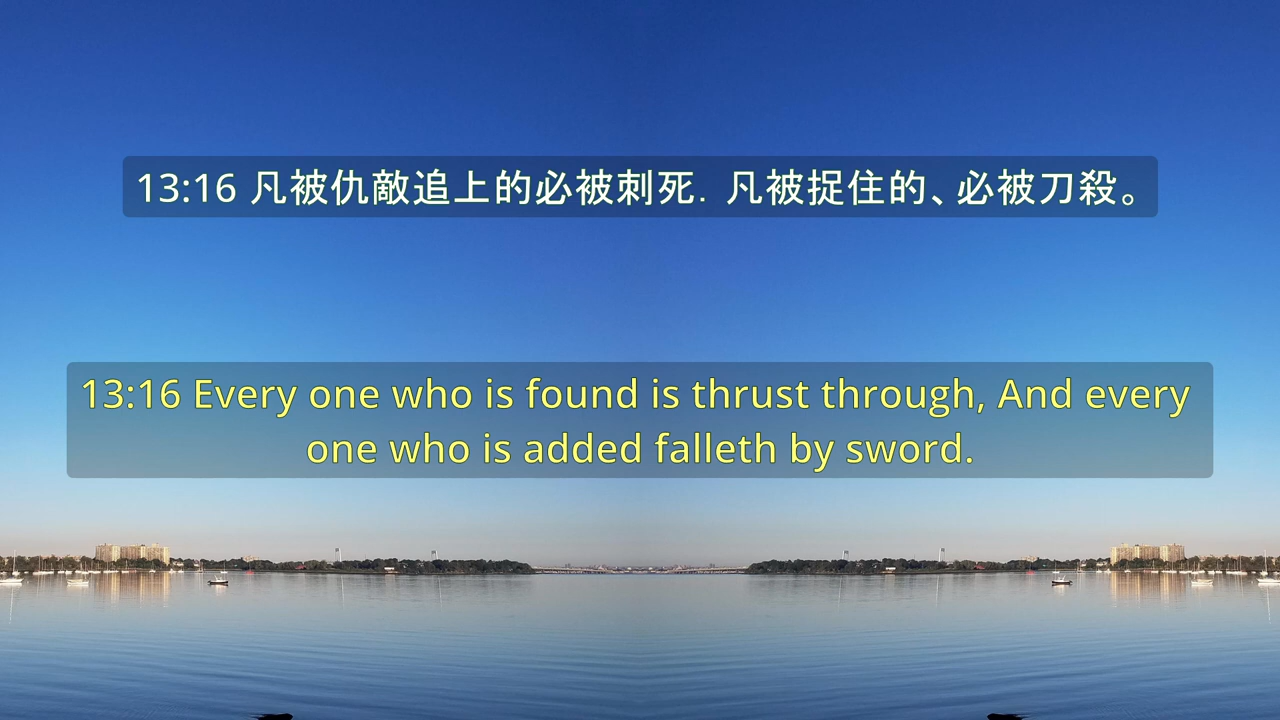 13:16 凡被仇敵追上的必被刺死．凡被捉住的、必被刀殺。
13:16 Every one who is found is thrust through, And every
one who is added falleth by sword.